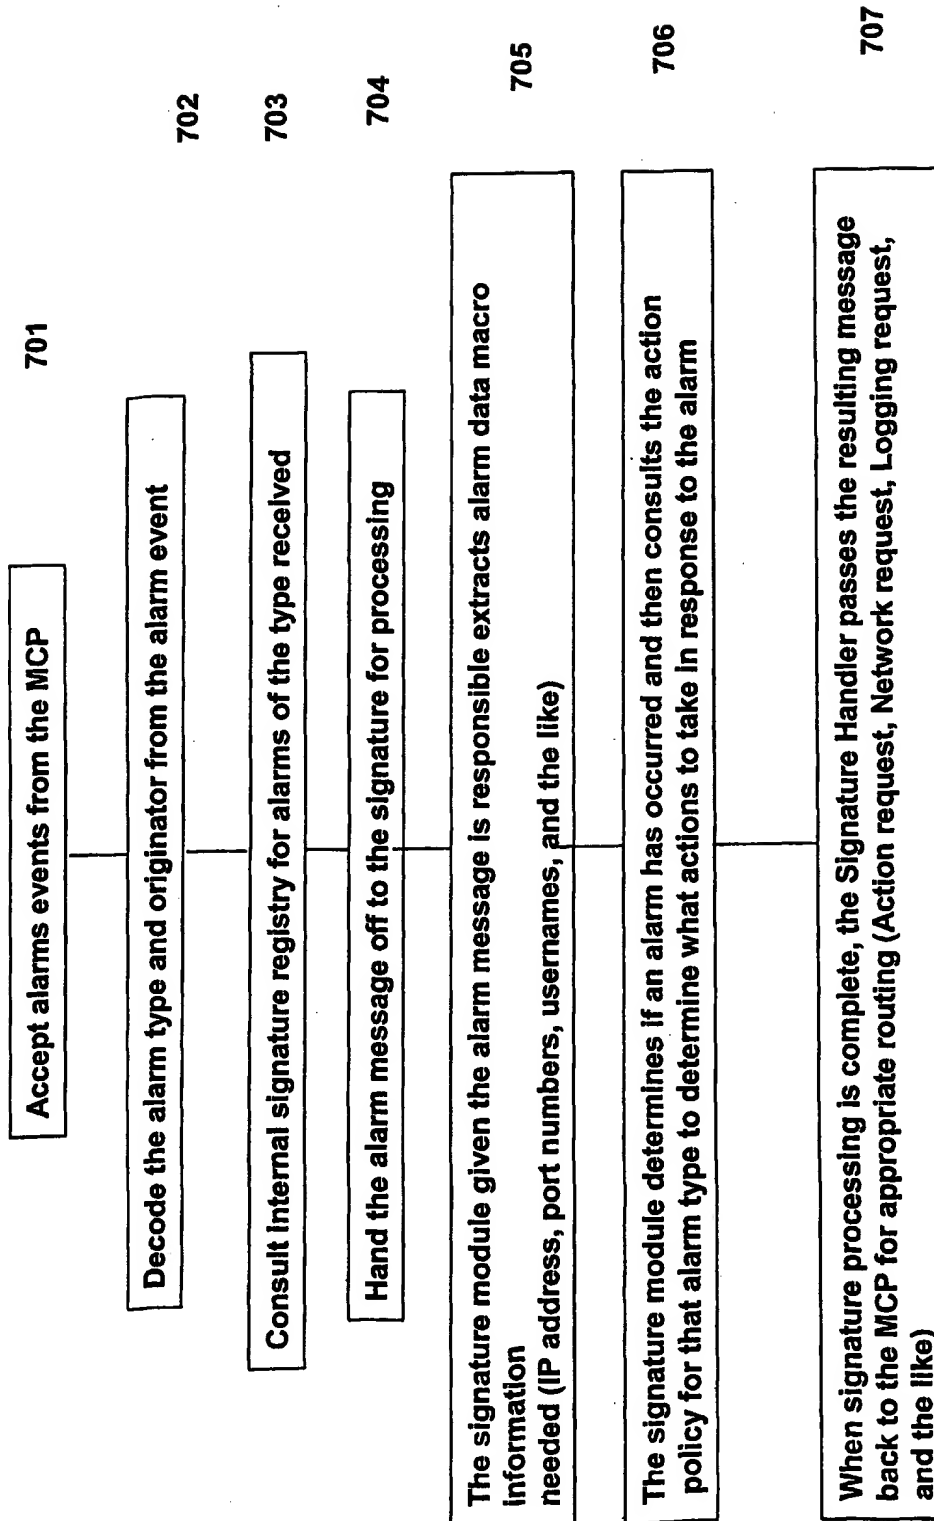 Accept alarms events from the MCP
701
Decode the alarm type and originator from the alarm event
702
Consult internal signature registry for alarms of the type received
703
Hand the alarm message off to the signature for processing
704
The signature module given the alarm message is responsible extracts alarm data macro
information
needed (IP address, port numbers, usernames, and the like)
705
The signature module determines if an alarm has occurred and then consults the action
policy for that alarm type to determine what actions to take in response to the alarm
706
When signature processing is complete, the Signature Handler passes the resulting message
back to the MCP for appropriate routing (Action request, Network request, Logging request,
and the like)
707